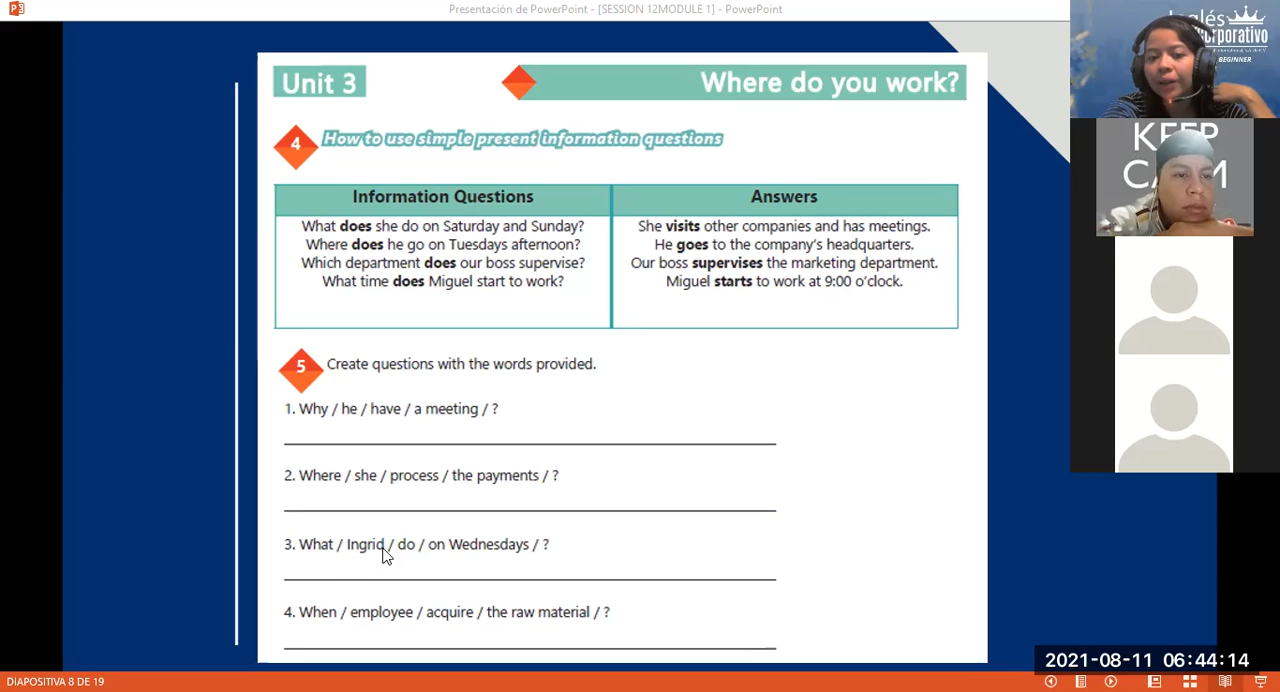 Presentación de PowerPoint - [SESSION 12MODULE 1] - PowerPoint
Inglés
Corporativo
BEGINNER
Unit 3
Where do you work?
4
How to use simple present information questions
Information Questions
Answers
What does she do on Saturday and Sunday?
She visits other companies and has meetings.
Where does he go on Tuesdays afternoon?
He goes to the company's headquarters.
Which department does our boss supervise?
Our boss supervises the marketing department.
What time does Miguel start to work?
Miguel starts to work at 9:00 o'clock.
5
Create questions with the words provided.
1. Why / he / have / a meeting / ?
2. Where / she / process / the payments / ?
3. What / Ingrid / do / on Wednesdays / ?
4. When / employee / acquire / the raw material / ?
KEEP
CALM
2021-08-11 06:44:14
DIAPOSITIVA 8 DE 19